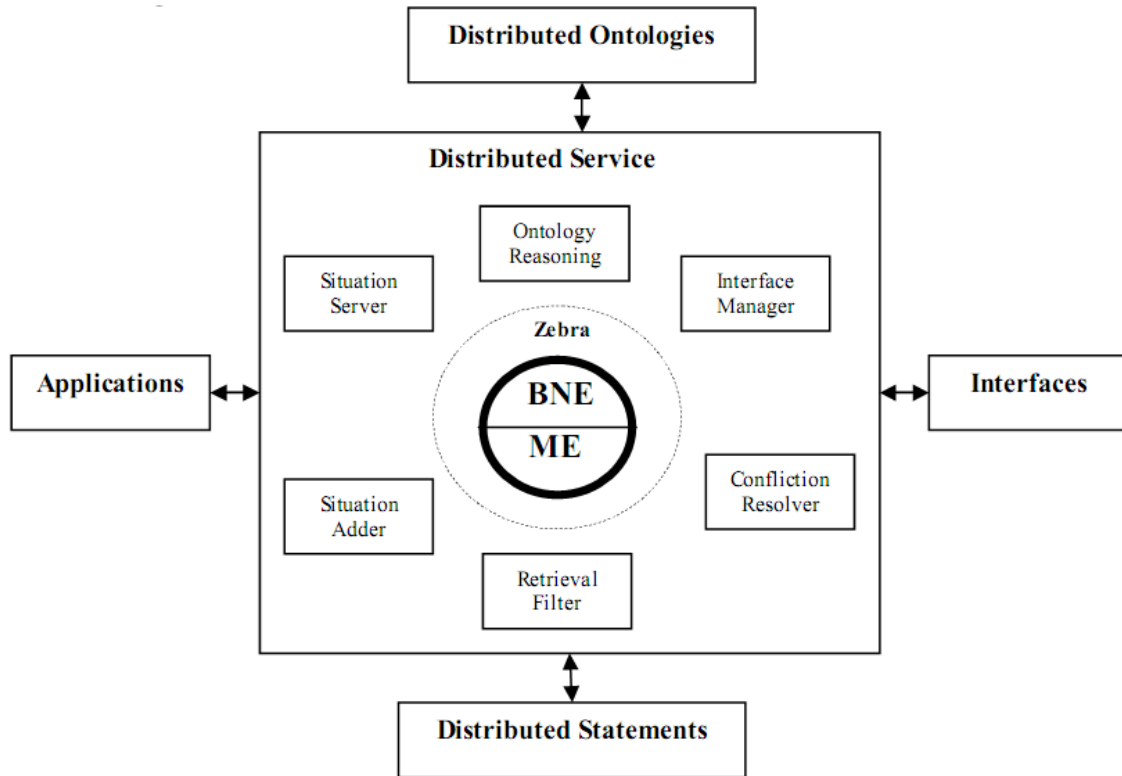 Distributed Ontologies
Distributed Service
Ontology
Reasoning
Situation
Server
Interface
Manager
Zebra
BNE
ME
Applications
Interfaces
Situation
Adder
Confliction
Resolver
Retrieval
Filter
Distributed Statements